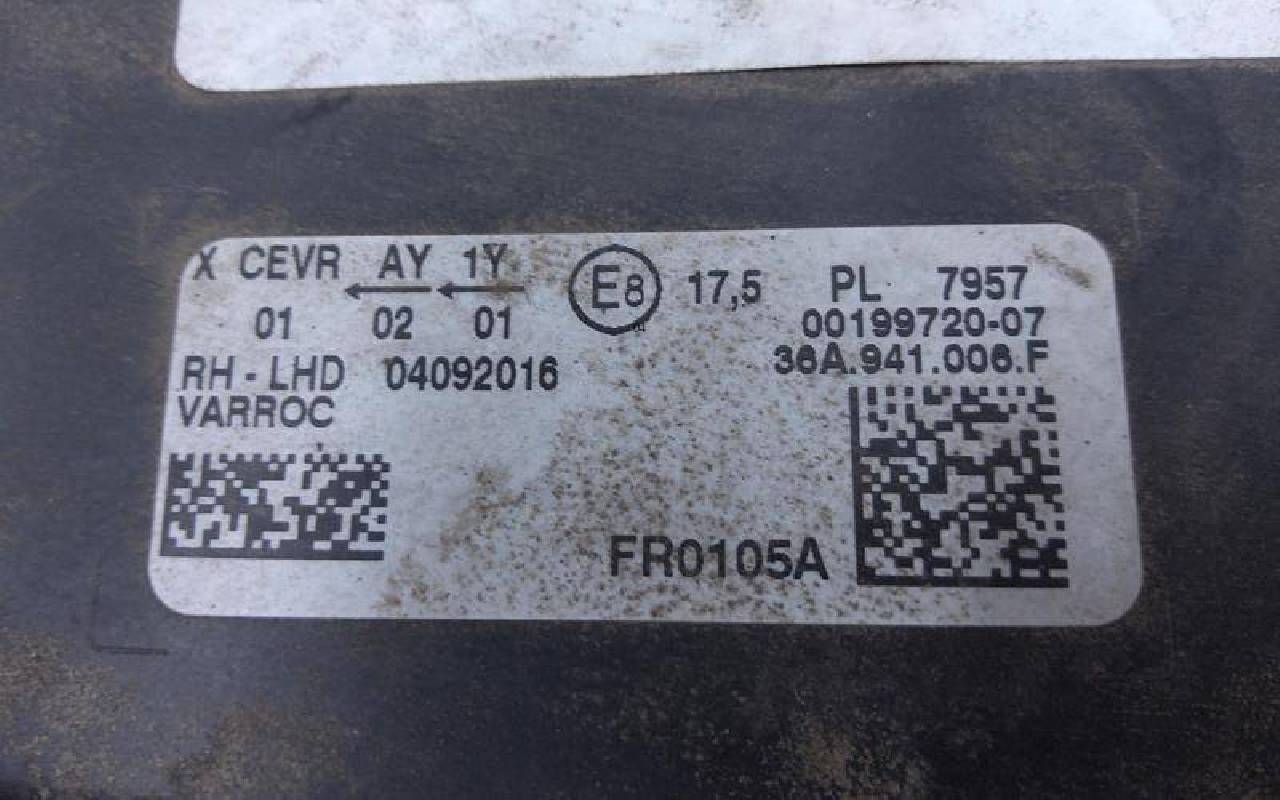 X CEVR AY 1Y
01 02 01
E8 17,5 PL 7957
00199720-07
36A.941.006.F
RH - LHD 04092016
VARROC
FR0105A